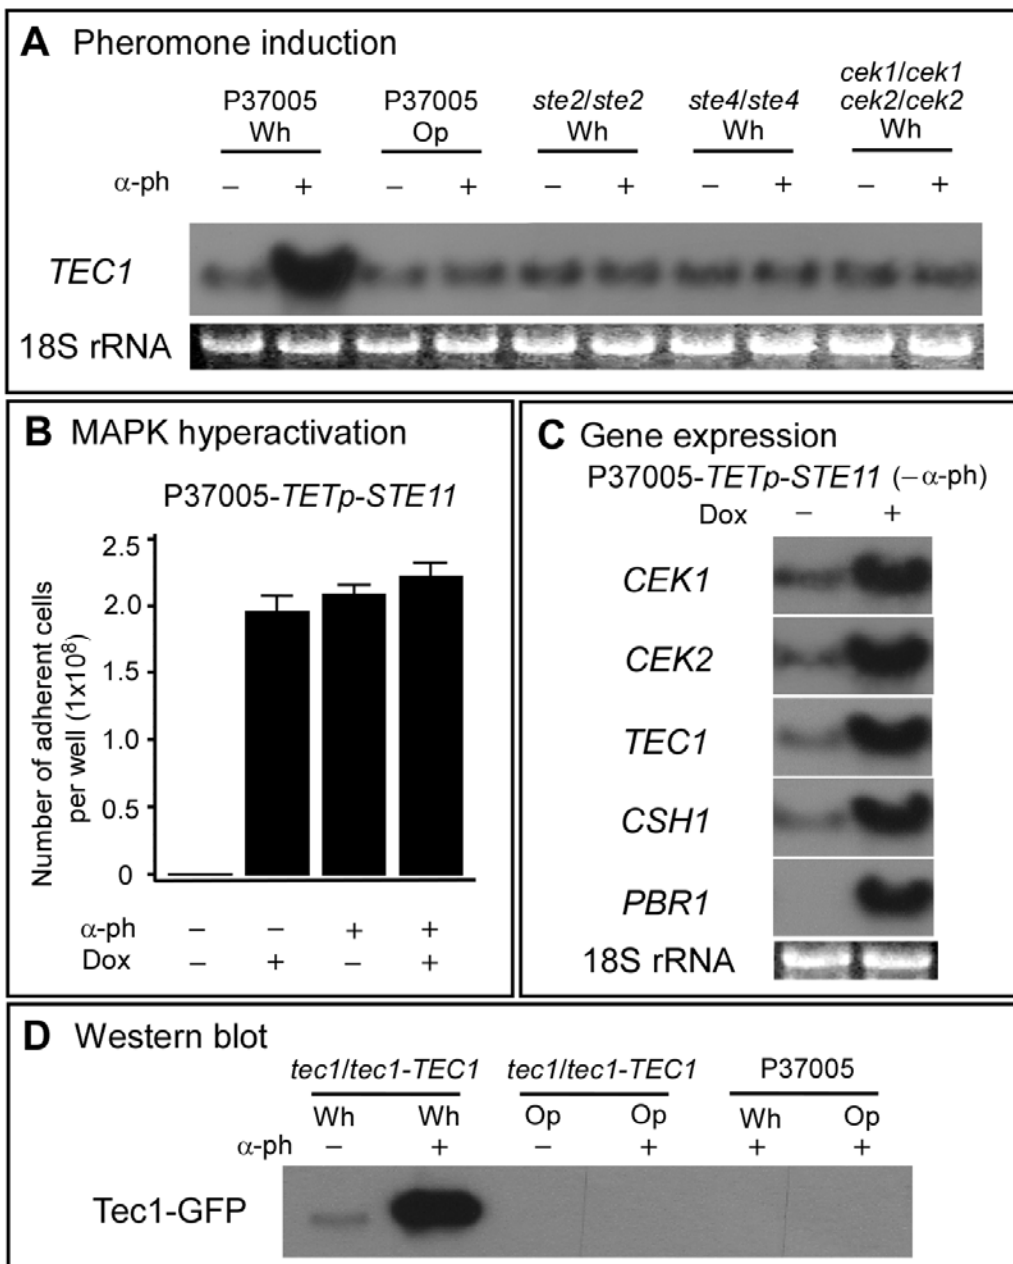 A Pheromone induction
cek1/cek1
P37005 P37005 ste2/ste2 ste4/ste4 cek2/cek2
Wh Op Wh Wh Wh
α-ph − + − + − + − + − +
TEC1
18S rRNA
B MAPK hyperactivation
P37005-TETp-STE11
Number of adherent cells
per well (1x10⁸)
2.5
2.0
1.5
1.0
0.5
0
α-ph − − + +
Dox − + − +
C Gene expression
P37005-TETp-STE11 (−α-ph)
Dox − +
CEK1
CEK2
TEC1
CSH1
PBR1
18S rRNA
D Western blot
tec1/tec1-TEC1 tec1/tec1-TEC1 P37005
Wh Wh Op Op Wh Op
α-ph − + − + + +
Tec1-GFP